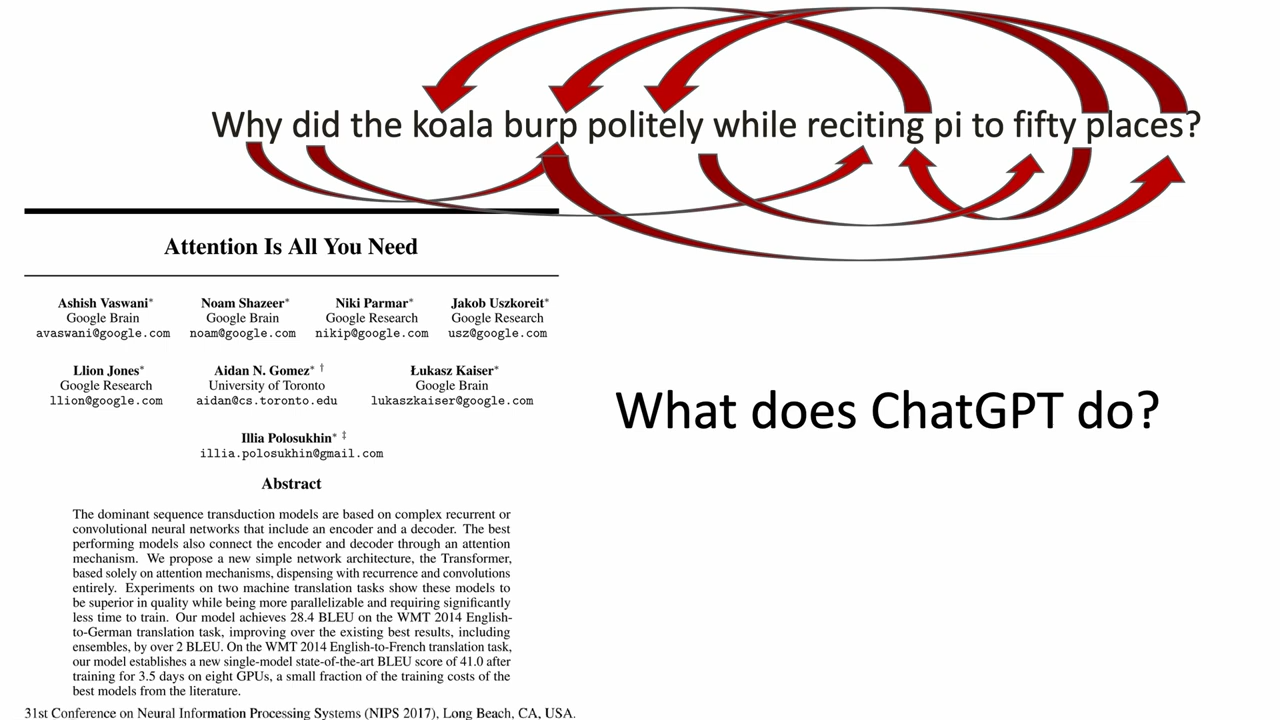 Why did the koala burp politely while reciting pi to fifty places?
Attention Is All You Need
Ashish Vaswani*
Google Brain
avaswani@google.com
Noam Shazeer*
Google Brain
noam@google.com
Niki Parmar*
Google Research
nikip@google.com
Jakob Uszkoreit*
Google Research
usz@google.com
Llion Jones*
Google Research
llion@google.com
Aidan N. Gomez* †
University of Toronto
aidan@cs.toronto.edu
Łukasz Kaiser*
Google Brain
lukaszkaiser@google.com
Illia Polosukhin* ‡
illia.polosukhin@gmail.com
Abstract
The dominant sequence transduction models are based on complex recurrent or
convolutional neural networks that include an encoder and a decoder. The best
performing models also connect the encoder and decoder through an attention
mechanism. We propose a new simple network architecture, the Transformer,
based solely on attention mechanisms, dispensing with recurrence and convolutions
entirely. Experiments on two machine translation tasks show these models to
be superior in quality while being more parallelizable and requiring significantly
less time to train. Our model achieves 28.4 BLEU on the WMT 2014 English-
to-German translation task, improving over the existing best results, including
ensembles, by over 2 BLEU. On the WMT 2014 English-to-French translation task,
our model establishes a new single-model state-of-the-art BLEU score of 41.0 after
training for 3.5 days on eight GPUs, a small fraction of the training costs of the
best models from the literature.
31st Conference on Neural Information Processing Systems (NIPS 2017), Long Beach, CA, USA.
What does ChatGPT do?